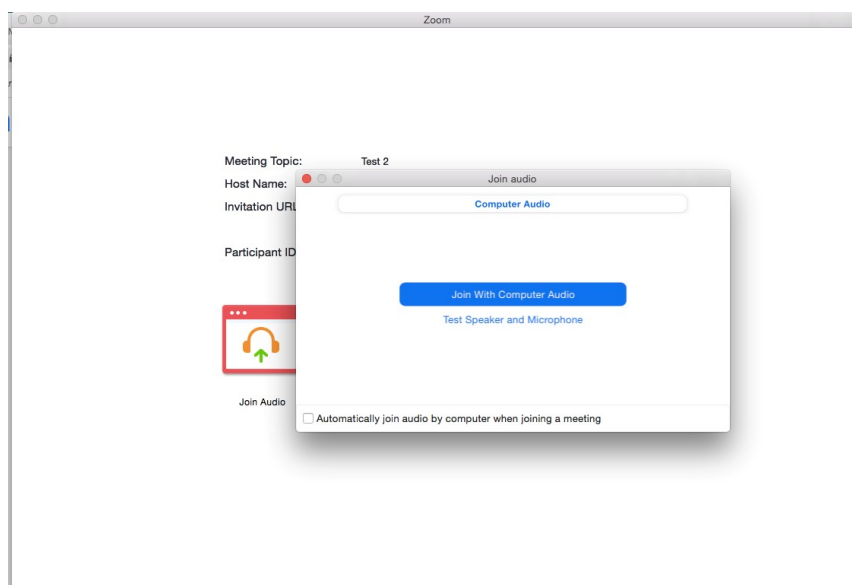 Zoom
Meeting Topic: Test 2
Host Name:
Invitation URL
Participant ID
Join audio
Computer Audio
Join With Computer Audio
Test Speaker and Microphone
Join Audio
Automatically join audio by computer when joining a meeting